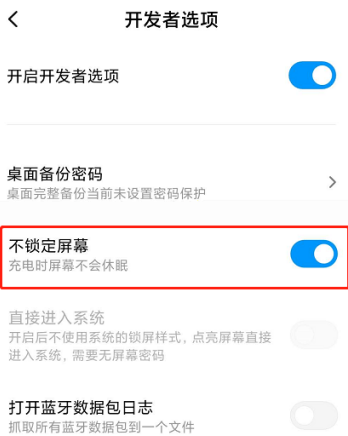 开发者选项
开启开发者选项
桌面备份密码
桌面完整备份当前未设置密码保护
不锁定屏幕
充电时屏幕不会休眠
直接进入系统
开启后不使用系统的锁屏样式，点亮屏幕直接
进入系统，需要无屏幕密码
打开蓝牙数据包日志
抓取所有蓝牙数据包到一个文件